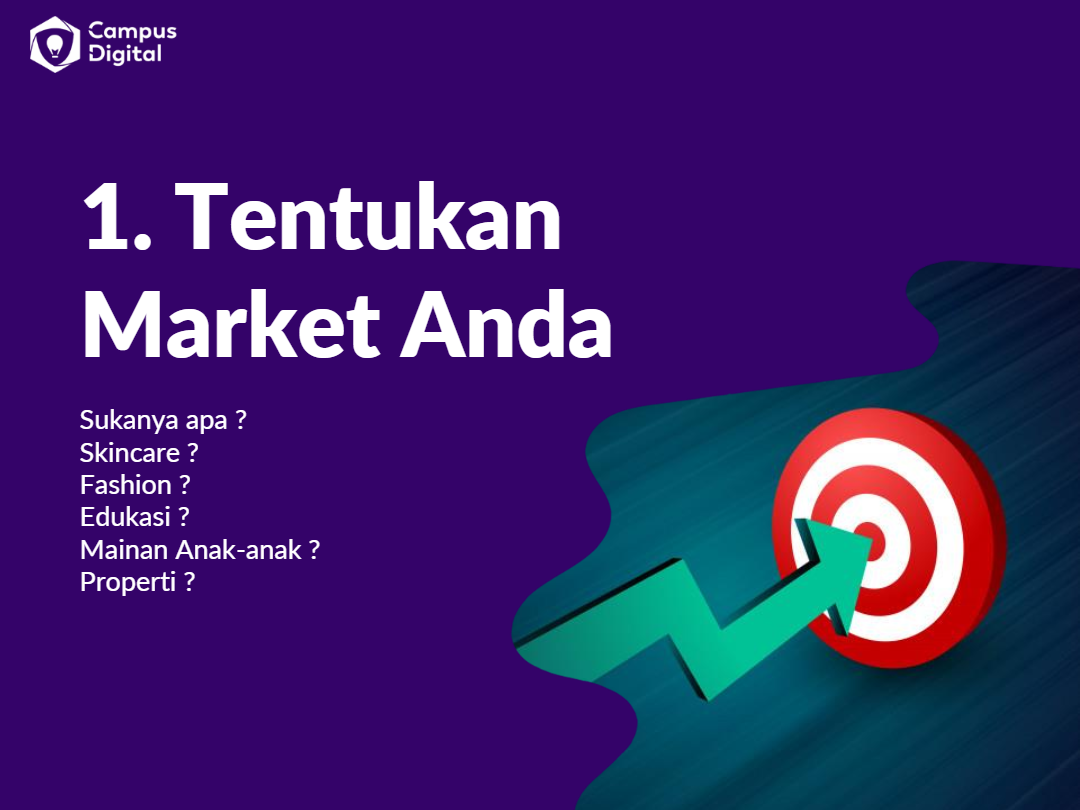 Campus
Digital
1. Tentukan
Market Anda
Sukanya apa ?
Skincare ?
Fashion ?
Edukasi ?
Mainan Anak-anak ?
Properti ?